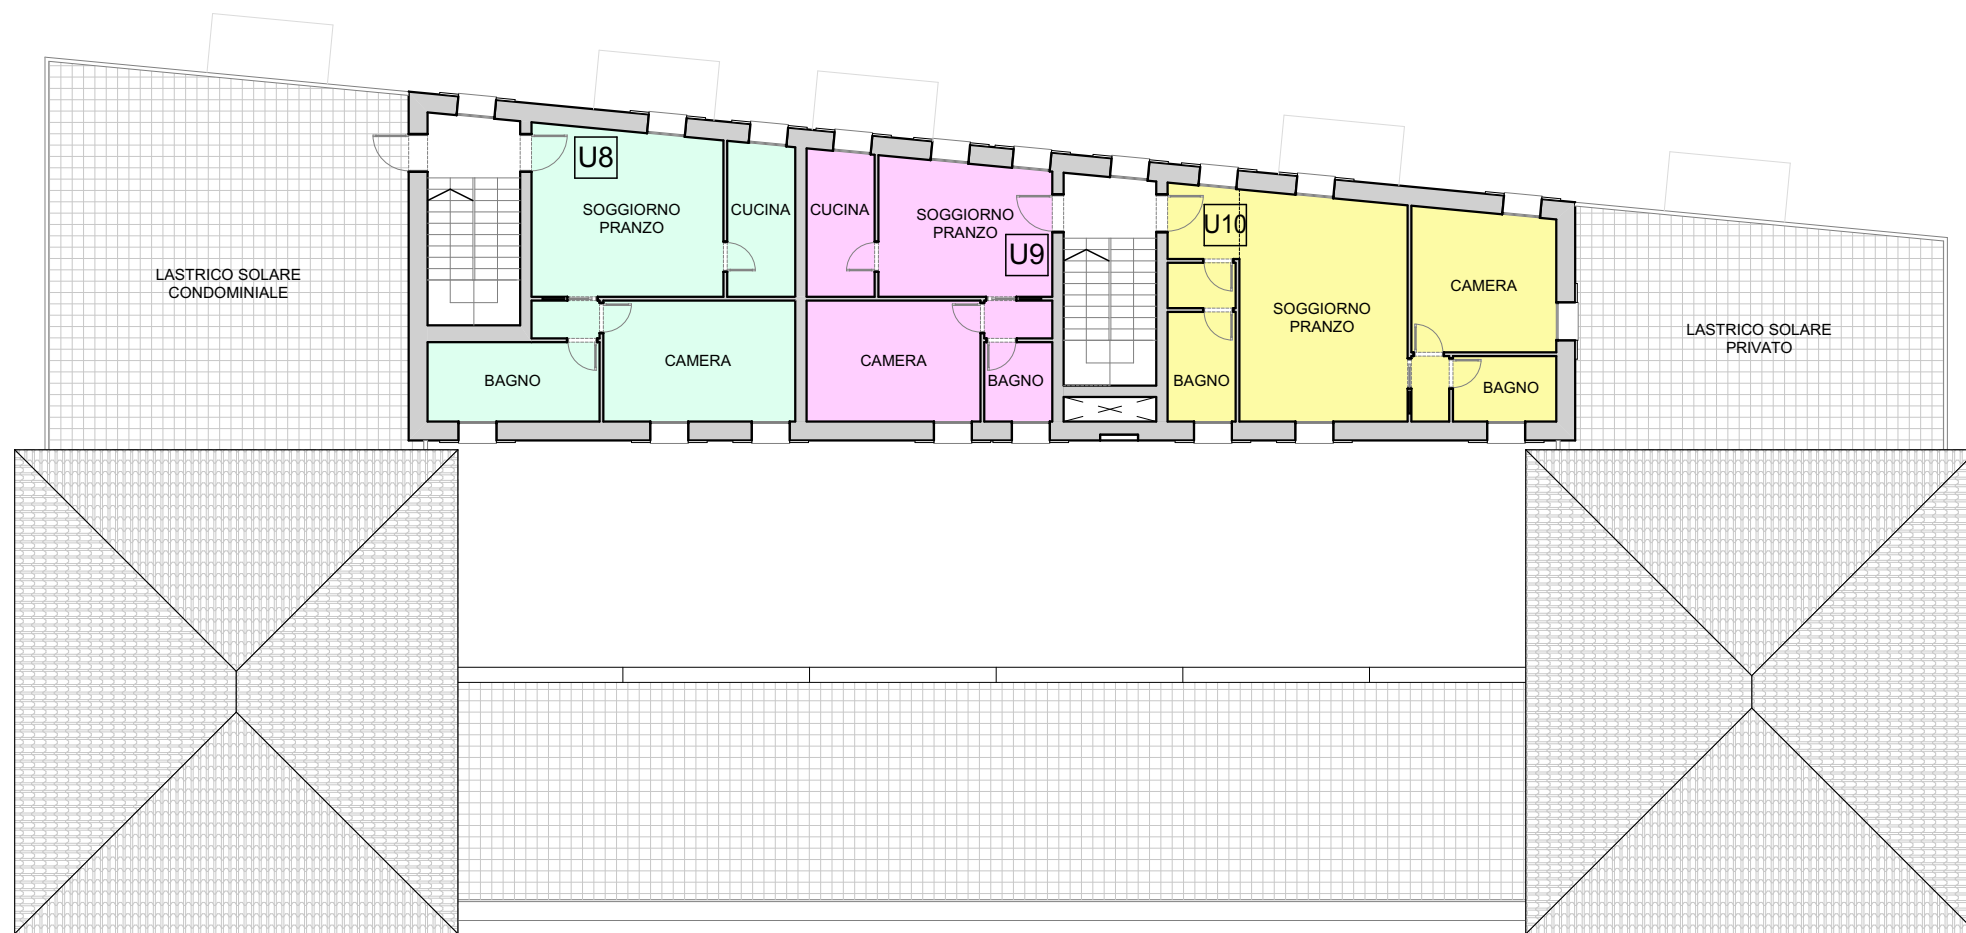 U8
SOGGIORNO
PRANZO
CUCINA
BAGNO
CAMERA
CUCINA
SOGGIORNO
PRANZO
U9
CAMERA
BAGNO
U10
SOGGIORNO
PRANZO
CAMERA
BAGNO
BAGNO
LASTRICO SOLARE
CONDOMINIALE
LASTRICO SOLARE
PRIVATO